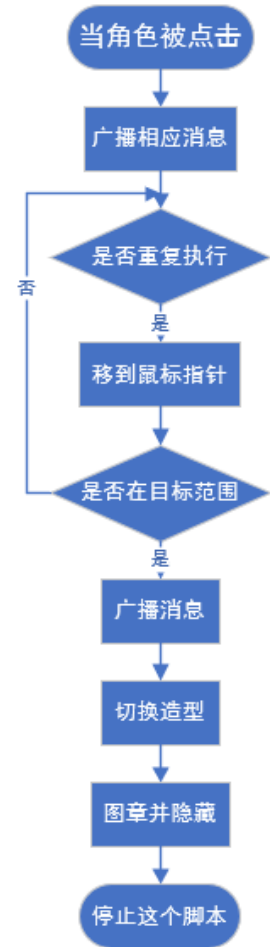 当角色被点击
广播相应消息
是否重复执行
否
是
移到鼠标指针
是否在目标范围
是
广播消息
切换造型
图章并隐藏
停止这个脚本